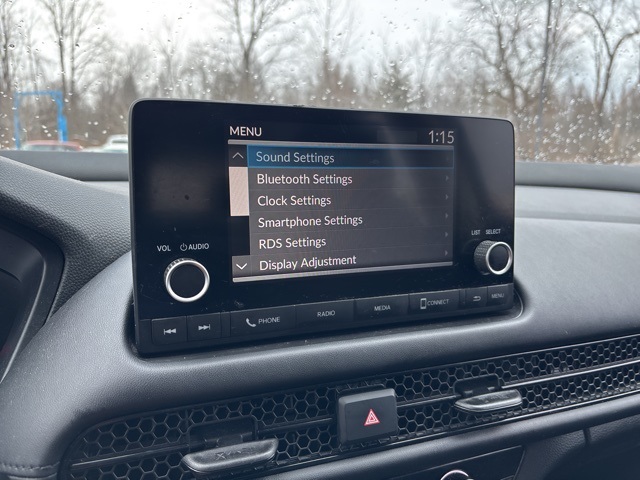 MENU 1:15
Sound Settings
Bluetooth Settings
Clock Settings
Smartphone Settings
RDS Settings
Display Adjustment
VOL AUDIO
LIST SELECT
PHONE RADIO MEDIA CONNECT MENU